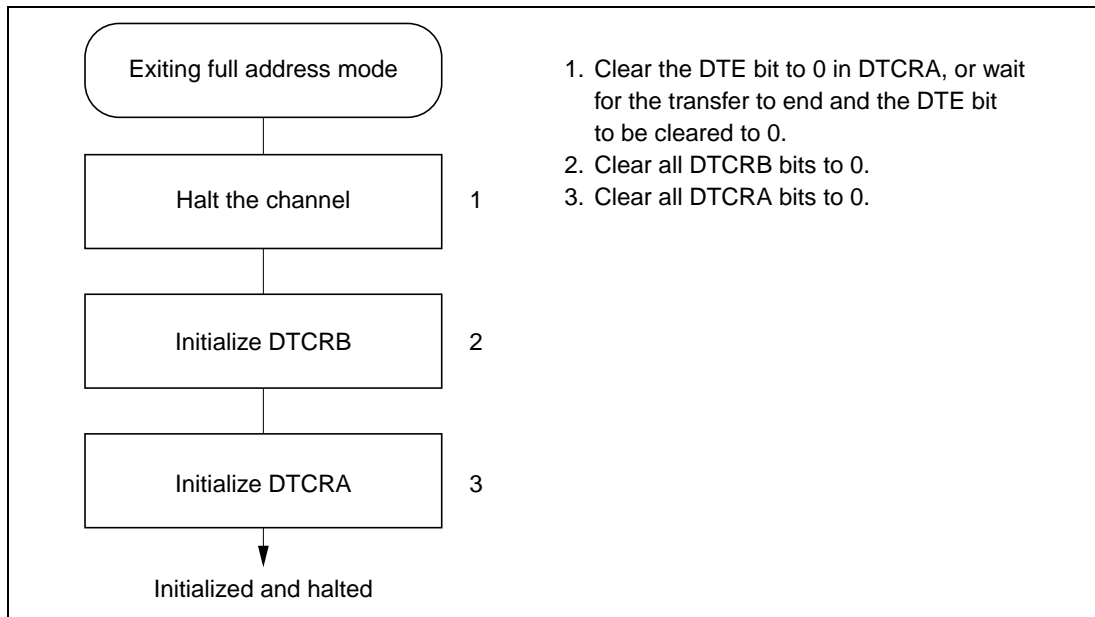 Exiting full address mode
Halt the channel
1
Initialize DTCRB
2
Initialize DTCRA
3
Initialized and halted
1. Clear the DTE bit to 0 in DTCRA, or wait
for the transfer to end and the DTE bit
to be cleared to 0.
2. Clear all DTCRB bits to 0.
3. Clear all DTCRA bits to 0.